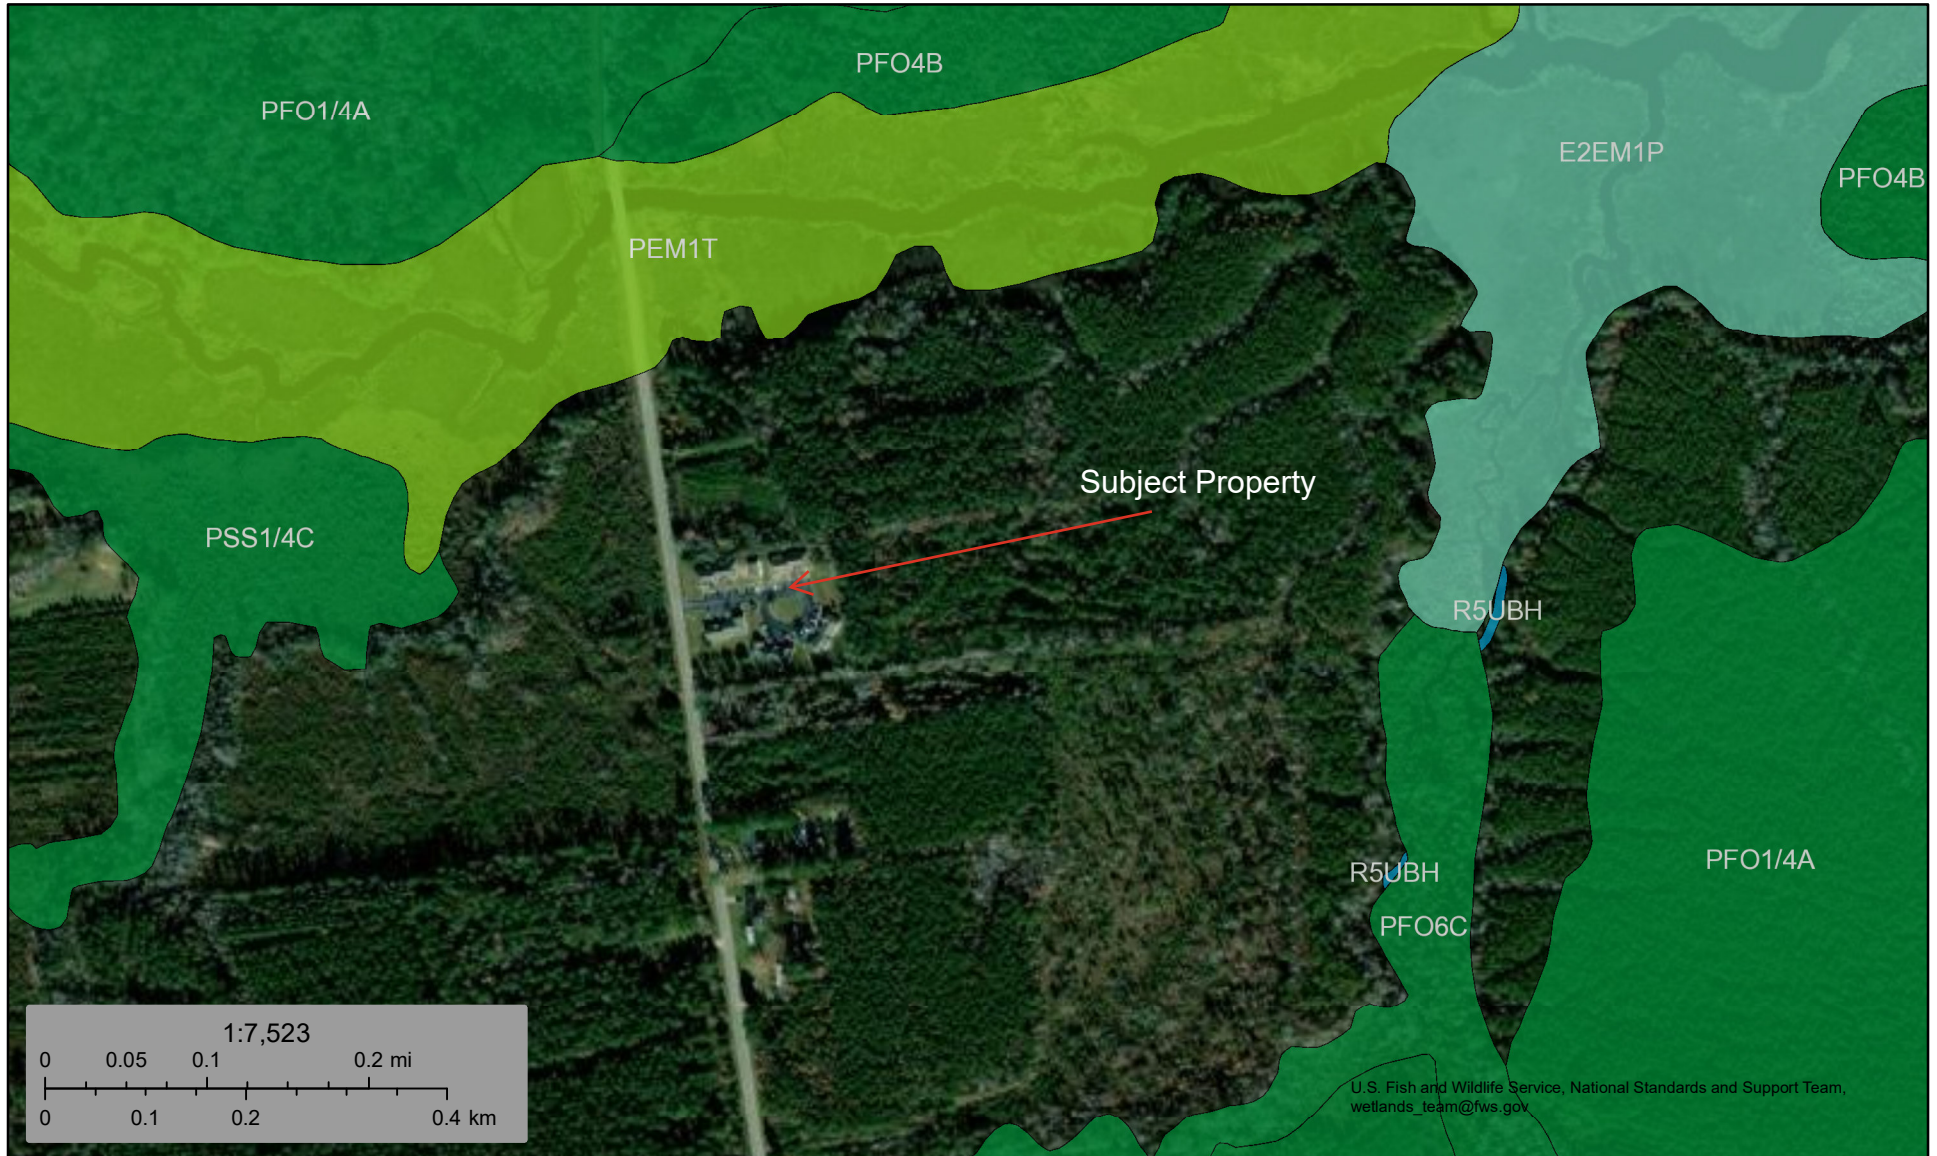 PFO4B
PFO1/4A
E2EM1P
PFO4B
PEM1T
Subject Property
PSS1/4C
R5UBH
PFO1/4A
R5UBH
PFO6C
1:7,523
0 0.05 0.1 0.2 mi
0 0.1 0.2 0.4 km
U.S. Fish and Wildlife Service, National Standards and Support Team,
wetlands_team@fws.gov